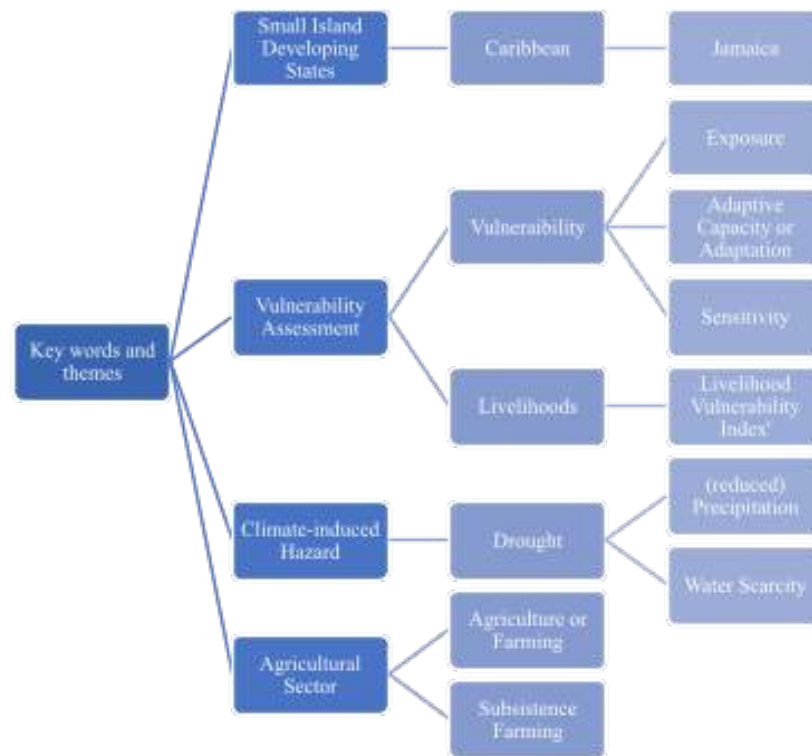 Key words and
themes
Small Island
Developing
States
Caribbean
Jamaica
Vulnerability
Assessment
Vulneraibility
Exposure
Adaptive
Capacity or
Adaptation
Sensitivity
Livelihoods
Livelihood
Vulnerability
Index'
Climate-induced
Hazard
Drought
(reduced)
Precipitation
Water Scarcity
Agricultural
Sector
Agriculture or
Farming
Subsistence
Farming